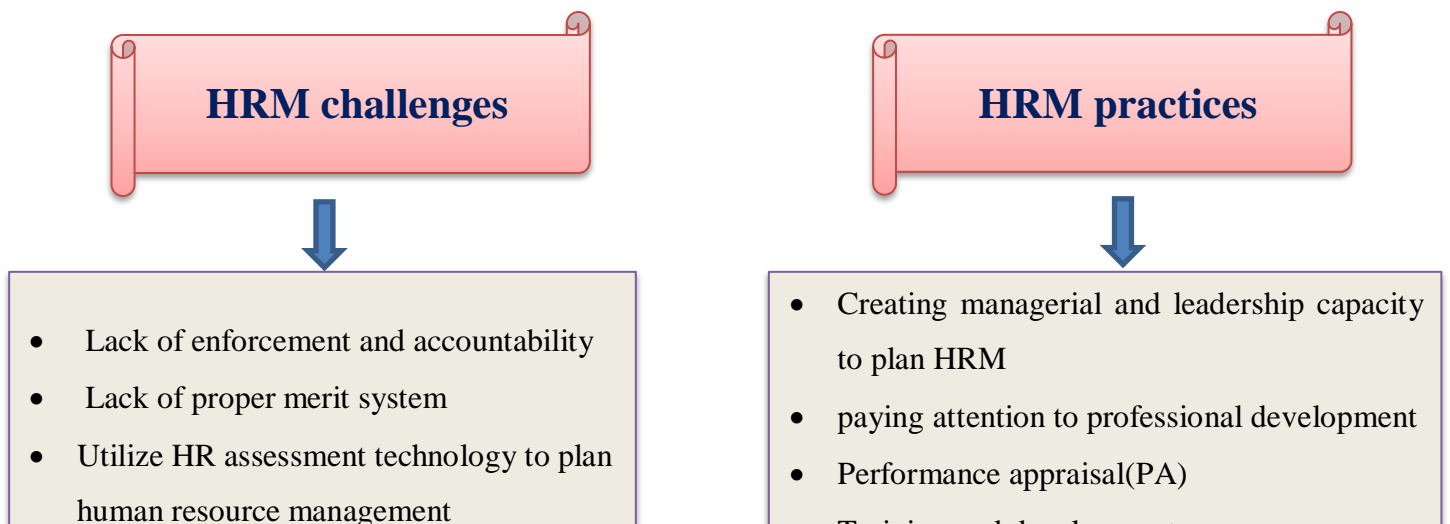 HRM challenges
• Lack of enforcement and accountability
• Lack of proper merit system
• Utilize HR assessment technology to plan
human resource management
HRM practices
• Creating managerial and leadership capacity
to plan HRM
• paying attention to professional development
• Performance appraisal(PA)